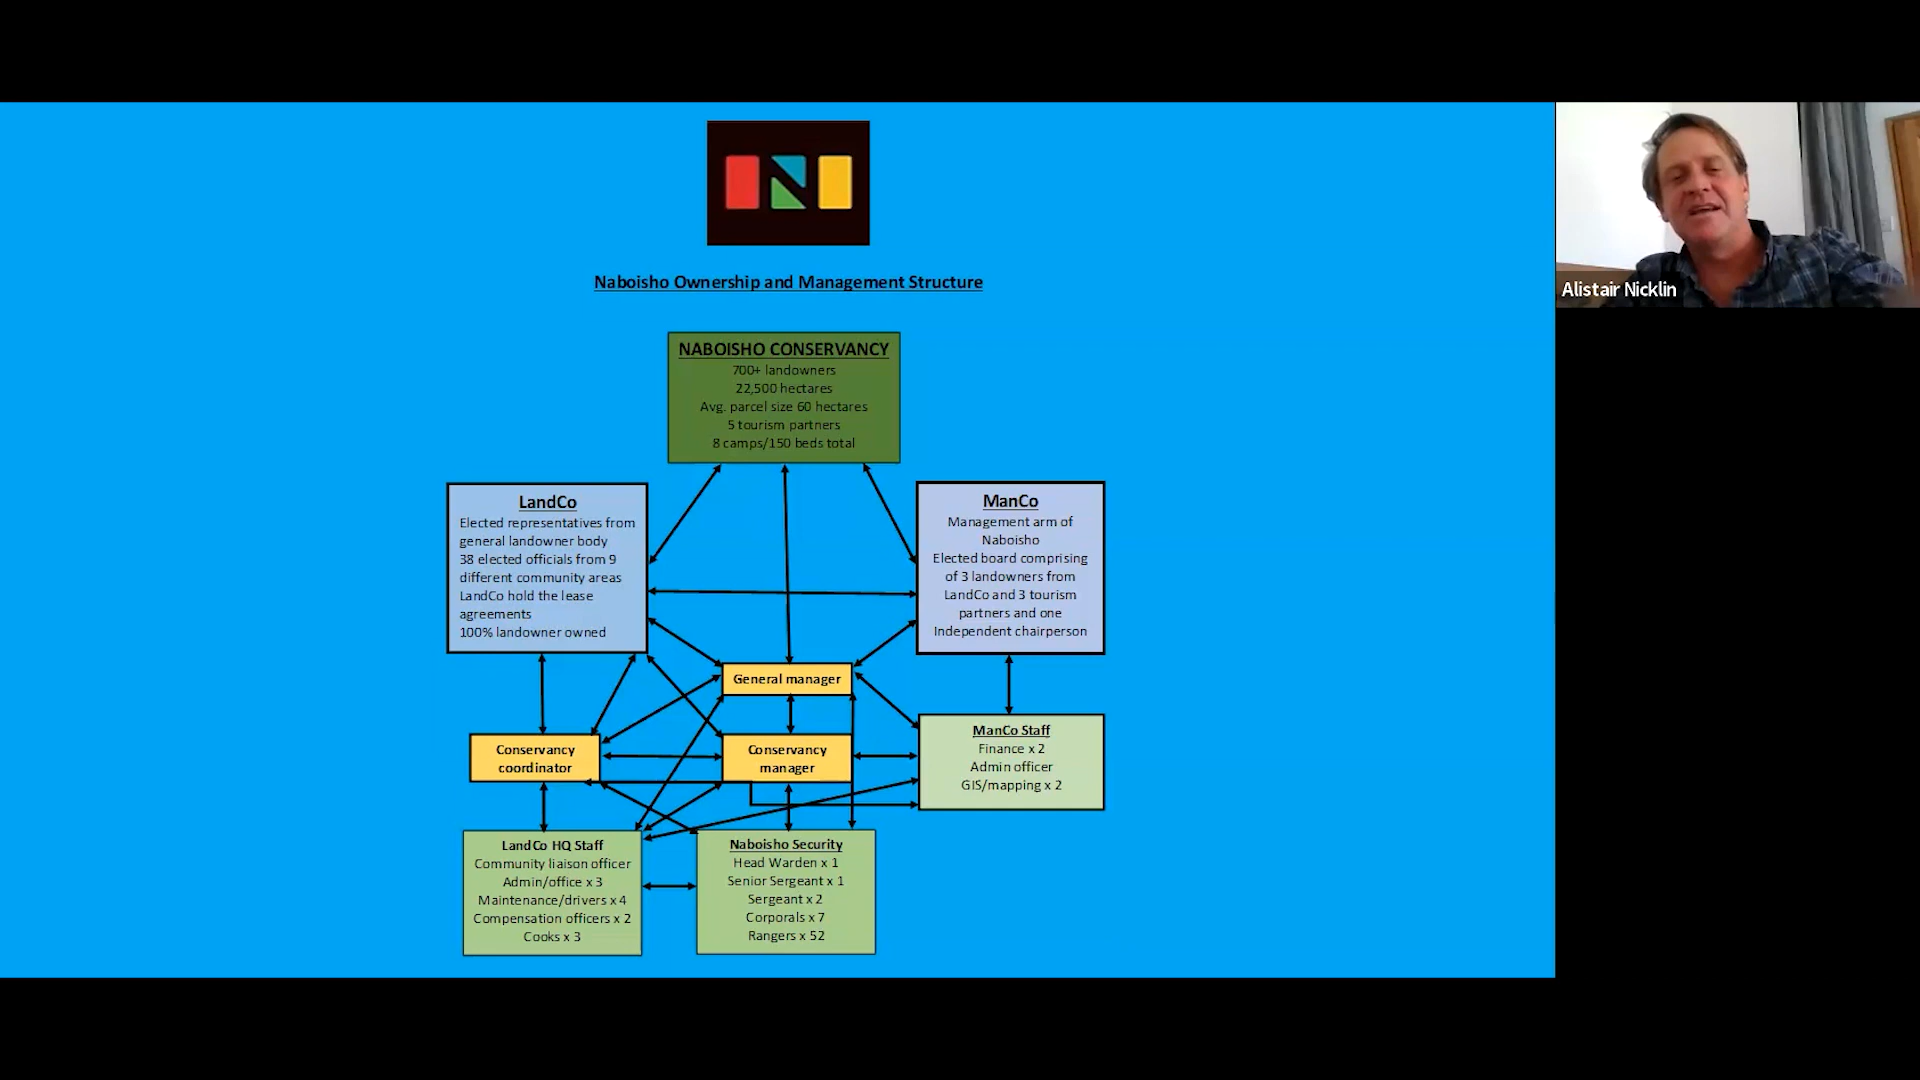 Naboisho Ownership and Management Structure
NABOISHO CONSERVANCY
700+ landowners
22,500 hectares
Avg. parcel size 60 hectares
5 tourism partners
8 camps/150 beds total
LandCo
Elected representatives from
general landowner body
38 elected officials from 9
different community areas
LandCo hold the lease
agreements
100% landowner owned
ManCo
Management arm of
Naboisho
Elected board comprising
of 3 landowners from
LandCo and 3 tourism
partners and one
Independent chairperson
General manager
Conservancy
coordinator
Conservancy
manager
ManCo Staff
Finance x 2
Admin officer
GIS/mapping x 2
LandCo HQ Staff
Community liaison officer
Admin/office x 3
Maintenance/drivers x 4
Compensation officers x 2
Cooks x 3
Naboisho Security
Head Warden x 1
Senior Sergeant x 1
Sergeant x 2
Corporals x 7
Rangers x 52
Alistair Nicklin